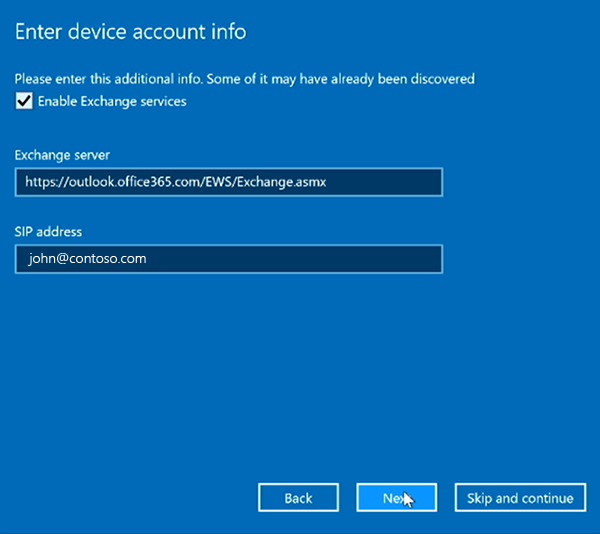 Enter device account info
Please enter this additional info. Some of it may have already been discovered
Enable Exchange services
Exchange server
https://outlook.office365.com/EWS/Exchange.asmx
SIP address
john@contoso.com
Back Next Skip and continue